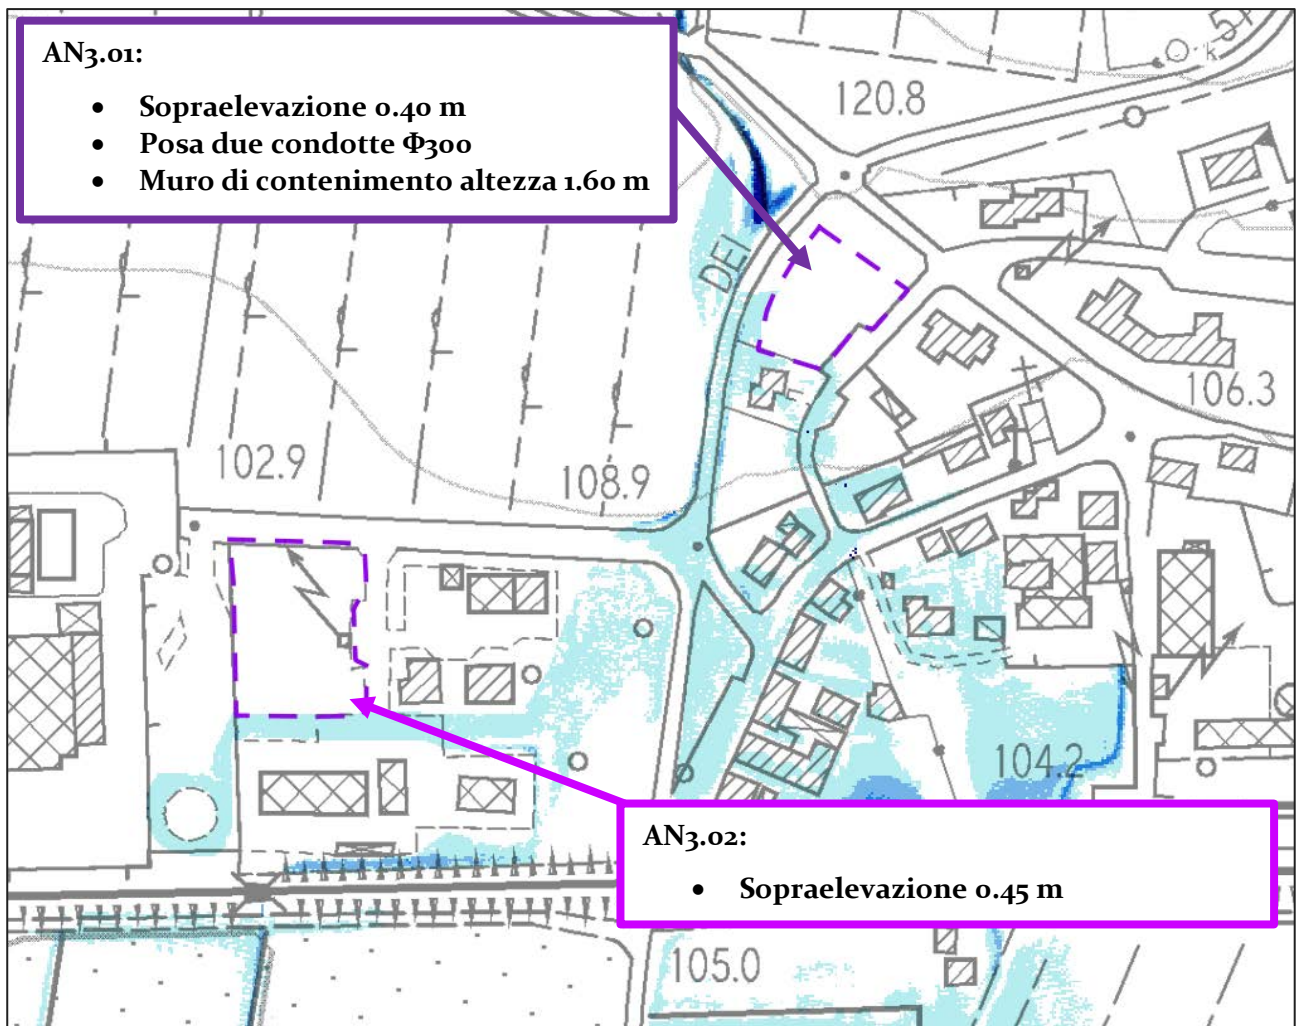 AN3.01:
• Sopraelevazione 0.40 m
• Posa due condotte Φ300
• Muro di contenimento altezza 1.60 m
120.8
DEI
106.3
102.9
108.9
104.2
AN3.02:
• Sopraelevazione 0.45 m
105.0